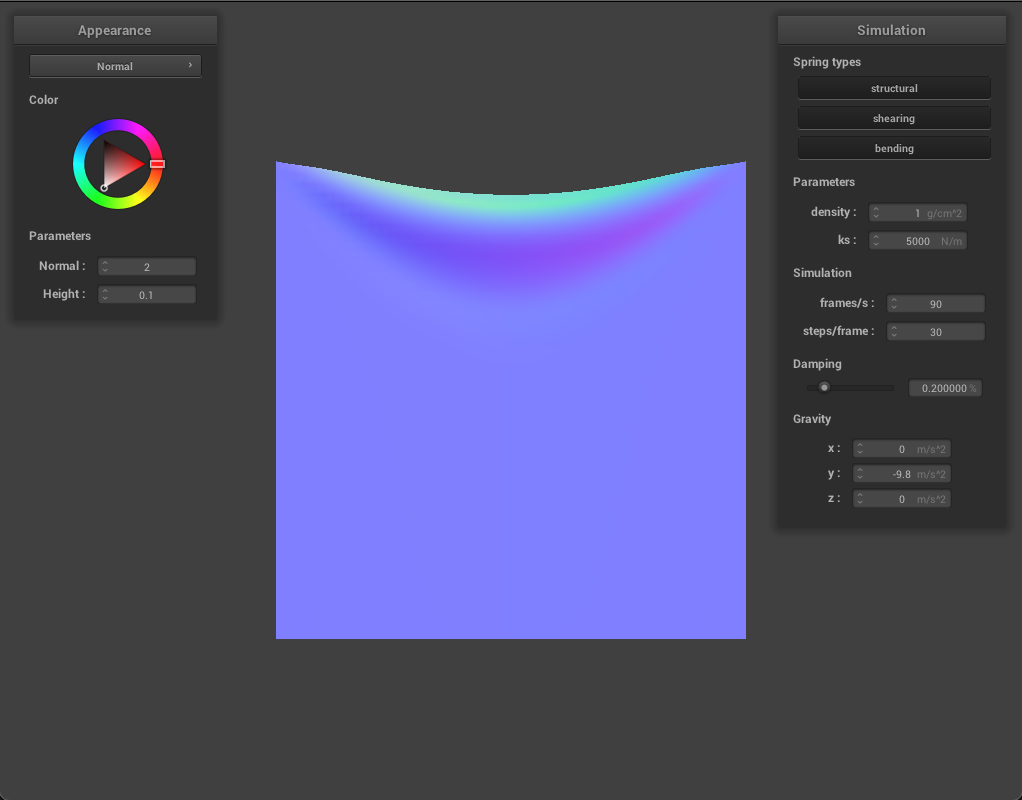 Appearance
Normal
Color
Parameters
Normal : 2
Height : 0.1
Simulation
Spring types
structural
shearing
bending
Parameters
density : 1 g/cm^2
ks : 5000 N/m
Simulation
frames/s : 90
steps/frame : 30
Damping
0.200000 %
Gravity
x : 0 m/s^2
y : -9.8 m/s^2
z : 0 m/s^2